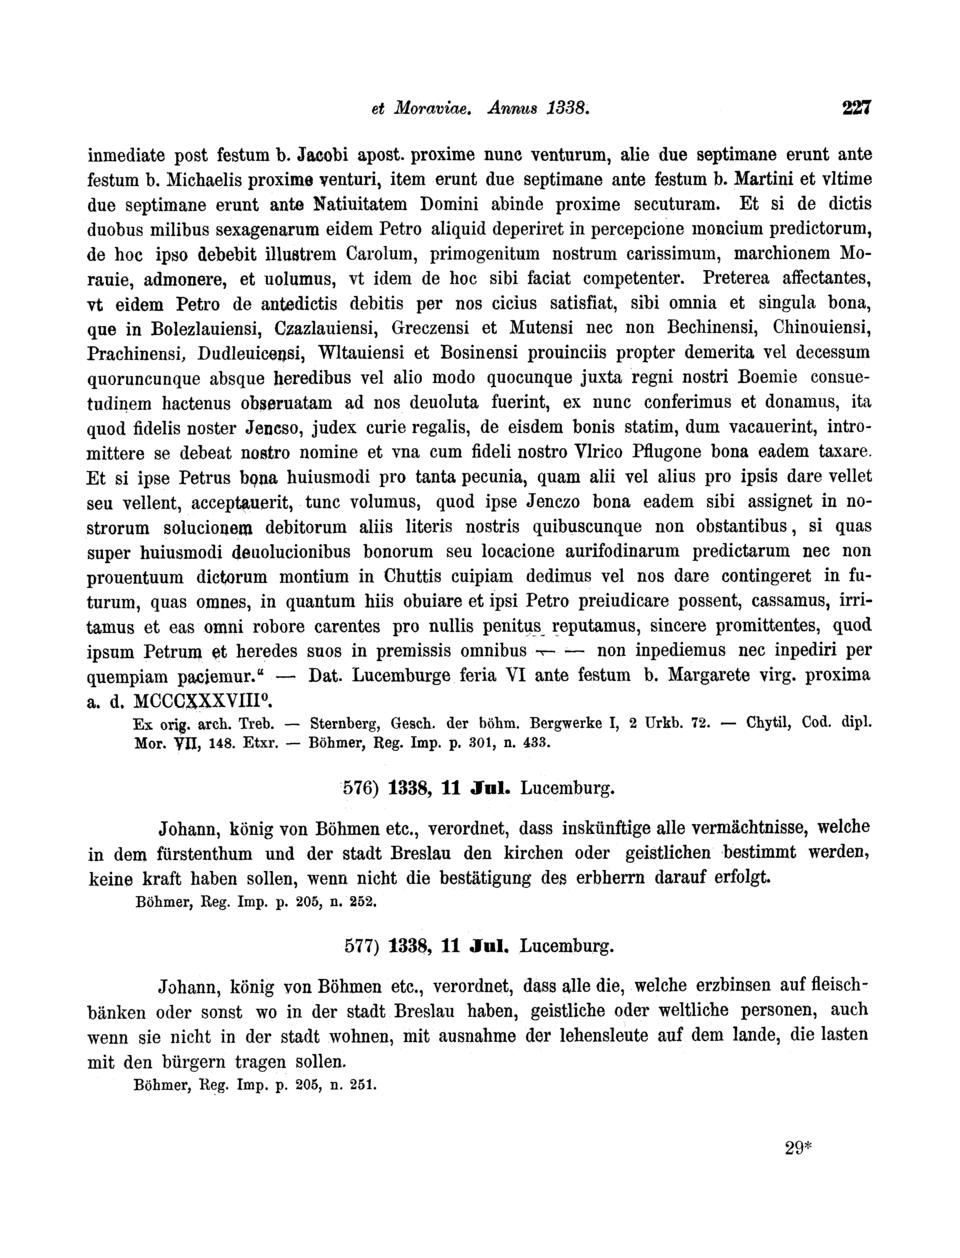 et Moraviae. Annus 1338. 227
inmediate post festum b. Jacobi apost. proxime nunc venturum, alie due septimane erunt ante
festum b. Michaelis proxime venturi, item erunt due septimane ante festum b. Martini et vltime
due septimane erunt ante Natiuitatem Domini abinde proxime secuturam. Et si de dictis
duobus milibus sexagenarum eidem Petro aliquid deperiret in percepcione moncium predictorum,
de hoc ipso debebit illustrem Carolum, primogenitum nostrum carissimum, marchionem Mo-
rauie, admonere, et uolumus, vt idem de hoc sibi faciat competenter. Preterea affectantes,
vt eidem Petro de antedictis debitis per nos cicius satisfiat, sibi omnia et singula bona,
que in Bolezlauiensi, Czazlauiensi, Greczensi et Mutensi nec non Bechinensi, Chinouiensi,
Prachinensi, Dudleuicensi, Wltauiensi et Bosinensi prouinciis propter demerita vel decessum
quoruncunque absque heredibus vel alio modo quocunque juxta regni nostri Boemie consue-
tudinem hactenus obseruatam ad nos deuoluta fuerint, ex nunc conferimus et donamus, ita
quod fidelis noster Jencso, judex curie regalis, de eisdem bonis statim, dum vacauerint, intro-
mittere se debeat nostro nomine et vna cum fideli nostro Vlrico Pflugone bona eadem taxare.
Et si ipse Petrus bona huiusmodi pro tanta pecunia, quam alii vel alius pro ipsis dare vellet
seu vellent, acceptauerit, tunc volumus, quod ipse Jenczo bona eadem sibi assignet in no-
strorum solucionem debitorum aliis literis nostris quibuscunque non obstantibus, si quas
super huiusmodi deuolucionibus bonorum seu locacione aurifodinarum predictarum nec non
prouentuum dictorum montium in Chuttis cuipiam dedimus vel nos dare contingeret in fu-
turum, quas omnes, in quantum hiis obuiare et ipsi Petro preiudicare possent, cassamus, irri-
tamus et eas omni robore carentes pro nullis penitus reputamus, sincere promittentes, quod
ipsum Petrum et heredes suos in premissis omnibus — — non inpediemus nec inpediri per
quempiam paciemur.“ — Dat. Lucemburge feria VI ante festum b. Margarete virg. proxima
a. d. MCCCXXXVIII⁰.
Ex orig. arch. Treb. — Sternberg, Gesch. der böhm. Bergwerke I, 2 Urkb. 72. — Chytil, Cod. dipl.
Mor. VII, 148. Etxr. — Böhmer, Reg. Imp. p. 301, n. 433.
576) 1338, 11 Jul. Lucemburg.
Johann, könig von Böhmen etc., verordnet, dass inskünftige alle vermächtnisse, welche
in dem fürstenthum und der stadt Breslau den kirchen oder geistlichen bestimmt werden,
keine kraft haben sollen, wenn nicht die bestätigung des erbherrn darauf erfolgt.
Böhmer, Reg. Imp. p. 205, n. 252.
577) 1338, 11 Jul. Lucemburg.
Johann, könig von Böhmen etc., verordnet, dass alle die, welche erzbinsen auf fleisch-
bänken oder sonst wo in der stadt Breslau haben, geistliche oder weltliche personen, auch
wenn sie nicht in der stadt wohnen, mit ausnahme der lehensleute auf dem lande, die lasten
mit den bürgern tragen sollen.
Böhmer, Reg. Imp. p. 205, n. 251.
29*